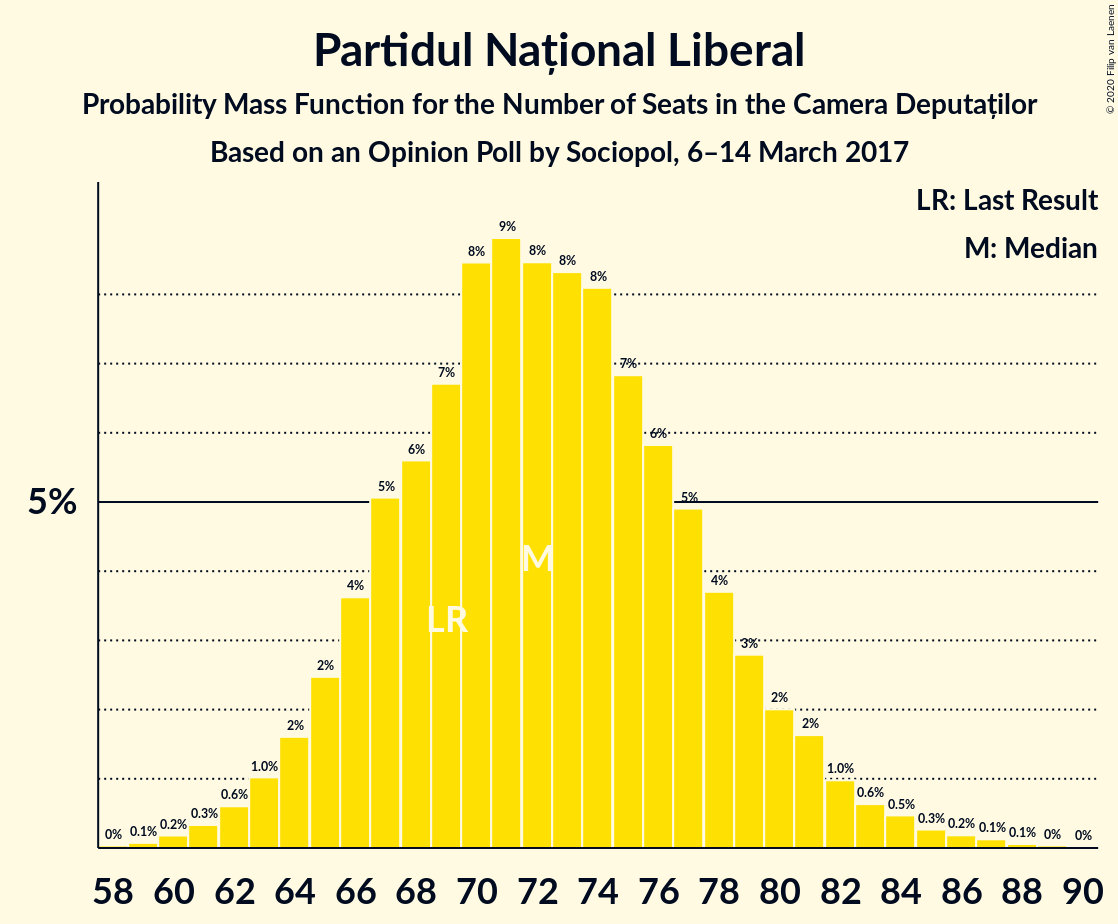 Partidul Național Liberal
Probability Mass Function for the Number of Seats in the Camera Deputaților
Based on an Opinion Poll by Sociopol, 6–14 March 2017
© 2020 Filip van Laenen
LR: Last Result
M: Median
5%
0% 0.1% 0.2% 0.3% 0.6% 1.0% 2% 2% 4% 5% 6% 7% 8% 9% 8% 8% 8% 7% 6% 5% 4% 3% 2% 2% 1.0% 0.6% 0.5% 0.3% 0.2% 0.1% 0.1% 0% 0%
M
LR
58 60 62 64 66 68 70 72 74 76 78 80 82 84 86 88 90